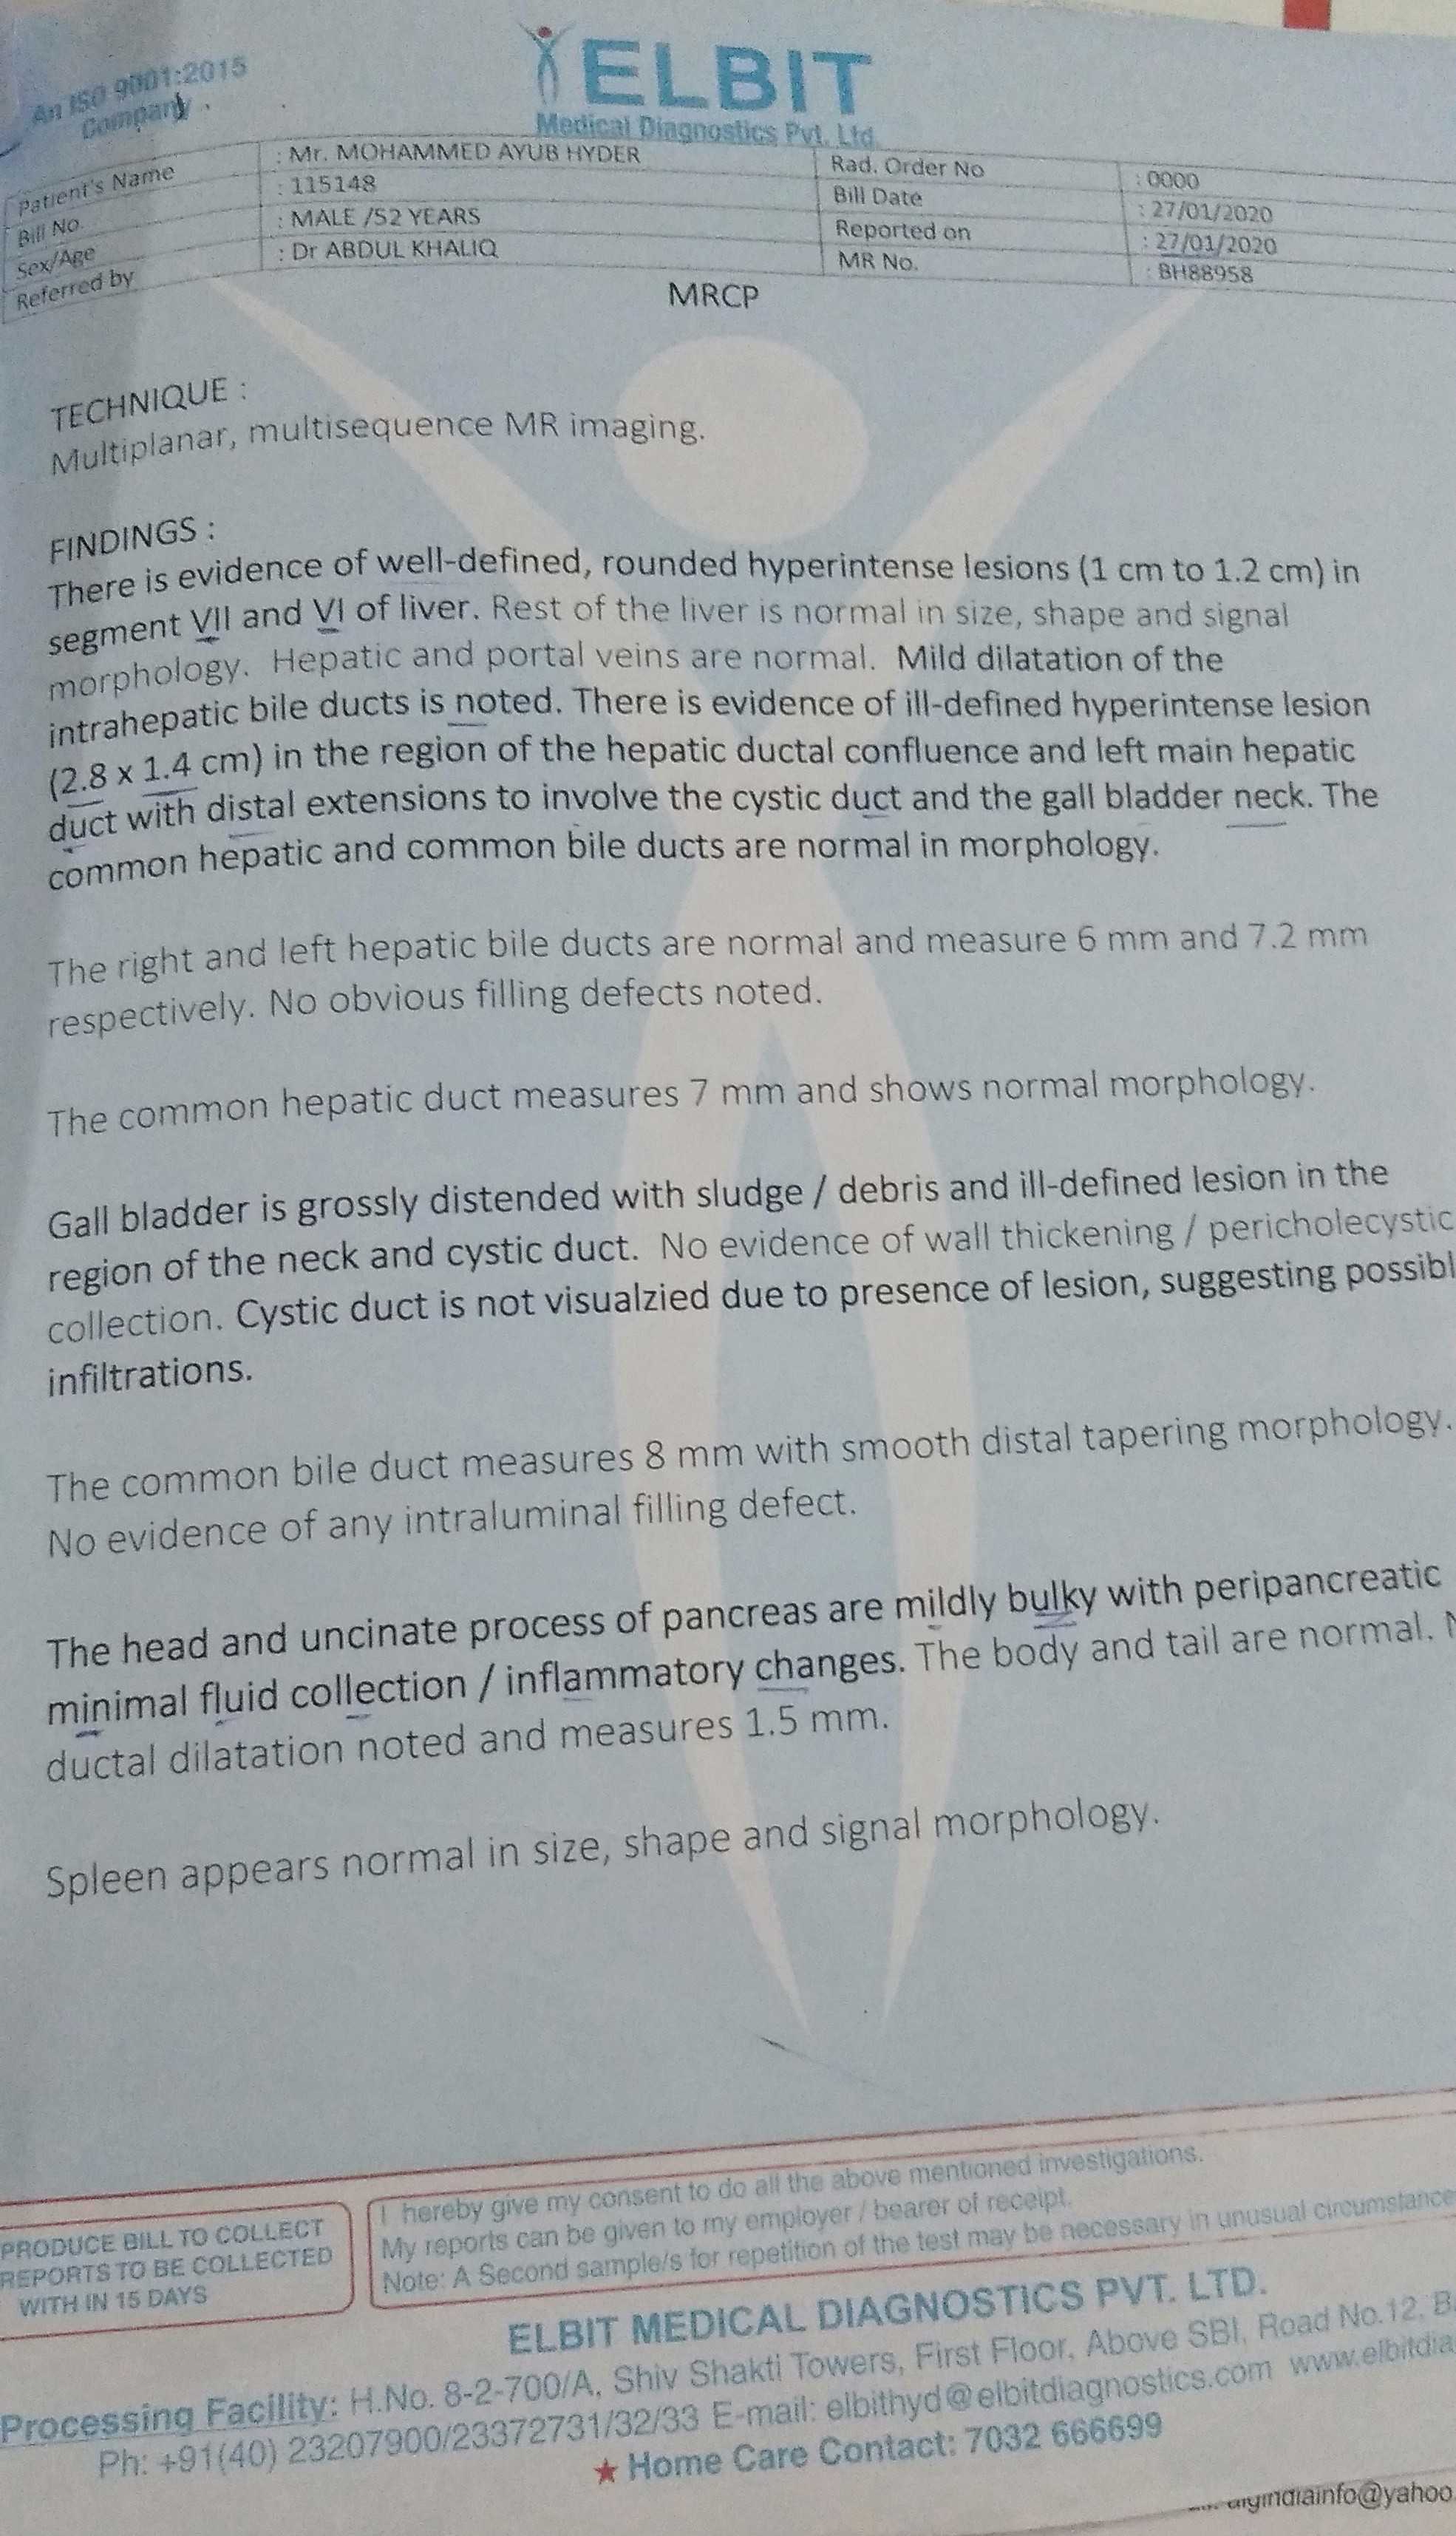 An ISO 9001:2015
Company
ELBIT
Medical Diagnostics Pvt. Ltd.
Patient's Name : Mr. MOHAMMED AYUB HYDER Rad. Order No : 0000
Bill No. : 115148 Bill Date : 27/01/2020
Sex/Age : MALE /52 YEARS Reported on : 27/01/2020
Referred by : Dr ABDUL KHALIQ MR No. : BH88958
MRCP
TECHNIQUE :
Multiplanar, multisequence MR imaging.
FINDINGS :
There is evidence of well-defined, rounded hyperintense lesions (1 cm to 1.2 cm) in
segment VII and VI of liver. Rest of the liver is normal in size, shape and signal
morphology. Hepatic and portal veins are normal. Mild dilatation of the
intrahepatic bile ducts is noted. There is evidence of ill-defined hyperintense lesion
(2.8 x 1.4 cm) in the region of the hepatic ductal confluence and left main hepatic
duct with distal extensions to involve the cystic duct and the gall bladder neck. The
common hepatic and common bile ducts are normal in morphology.
The right and left hepatic bile ducts are normal and measure 6 mm and 7.2 mm
respectively. No obvious filling defects noted.
The common hepatic duct measures 7 mm and shows normal morphology.
Gall bladder is grossly distended with sludge / debris and ill-defined lesion in the
region of the neck and cystic duct. No evidence of wall thickening / pericholecystic
collection. Cystic duct is not visualzied due to presence of lesion, suggesting possibl
infiltrations.
The common bile duct measures 8 mm with smooth distal tapering morphology.
No evidence of any intraluminal filling defect.
The head and uncinate process of pancreas are mildly bulky with peripancreatic
minimal fluid collection / inflammatory changes. The body and tail are normal.
ductal dilatation noted and measures 1.5 mm.
Spleen appears normal in size, shape and signal morphology.
PRODUCE BILL TO COLLECT
REPORTS TO BE COLLECTED
WITH IN 15 DAYS
I hereby give my consent to do all the above mentioned investigations.
My reports can be given to my employer / bearer of receipt.
Note: A Second sample/s for repetition of the test may be necessary in unusual circumstance
ELBIT MEDICAL DIAGNOSTICS PVT. LTD.
Processing Facility: H.No. 8-2-700/A, Shiv Shakti Towers, First Floor, Above SBI, Road No.12, B
Ph: +91(40) 23207900/23372731/32/33 E-mail: elbithyd@elbitdiagnostics.com www.elbitdia
★ Home Care Contact: 7032 666699